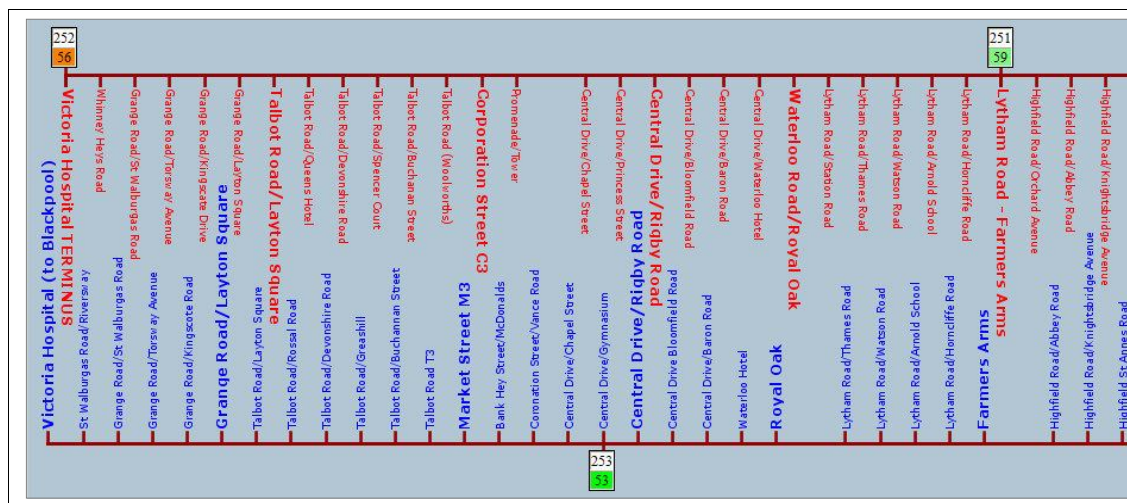 252
56
251
59
Victoria Hospital TERMINUS
Whinney Heys Road
Grange Road/St Walburgas Road
Grange Road/Torsway Avenue
Grange Road/Kingscate Drive
Grange Road/Layton Square
Talbot Road/Layton Square
Talbot Road/Queens Hotel
Talbot Road/Devonshire Road
Talbot Road/Spencer Court
Talbot Road/Buchanan Street
Talbot Road (Woolworths)
Corporation Street C3
Promenade/Tower
Central Drive/Chapel Street
Central Drive/Princess Street
Central Drive/Rigby Road
Central Drive/Bloomfield Road
Central Drive/Baron Road
Central Drive/Waterloo Hotel
Waterloo Road/Royal Oak
Lytham Road/Station Road
Lytham Road/Thames Road
Lytham Road/Watson Road
Lytham Road/Arnold School
Lytham Road/Horncliffe Road
Lytham Road - Farmers Arms
Highfield Road/Orchard Avenue
Highfield Road/Abbey Road
Highfield Road/Knightsbridge Avenue
Victoria Hospital (to Blackpool)
St Walburgas Road/Riversway
Grange Road/St Walburgas Road
Grange Road/Torsway Avenue
Grange Road/Kingscote Road
Grange Road/Layton Square
Talbot Road/Layton Square
Talbot Road/Rossal Road
Talbot Road/Devonshire Road
Talbot Road/Greashill
Talbot Road/Buchannan Street
Talbot Road T3
Market Street M3
Bank Hey Street/McDonalds
Coronation Street/Vance Road
Central Drive/Chapel Street
Central Drive/Gymnasium
Central Drive/Rigby Road
Central Drive Bloomfield Road
Central Drive/Baron Road
Waterloo Hotel
Royal Oak
Lytham Road/Thames Road
Lytham Road/Watson Road
Lytham Road/Arnold School
Lytham Road/Horncliffe Road
Farmers Arms
Highfield Road/Abbey Road
Highfield Road/Knightsbridge Avenue
Highfield St Annes Road
253
53